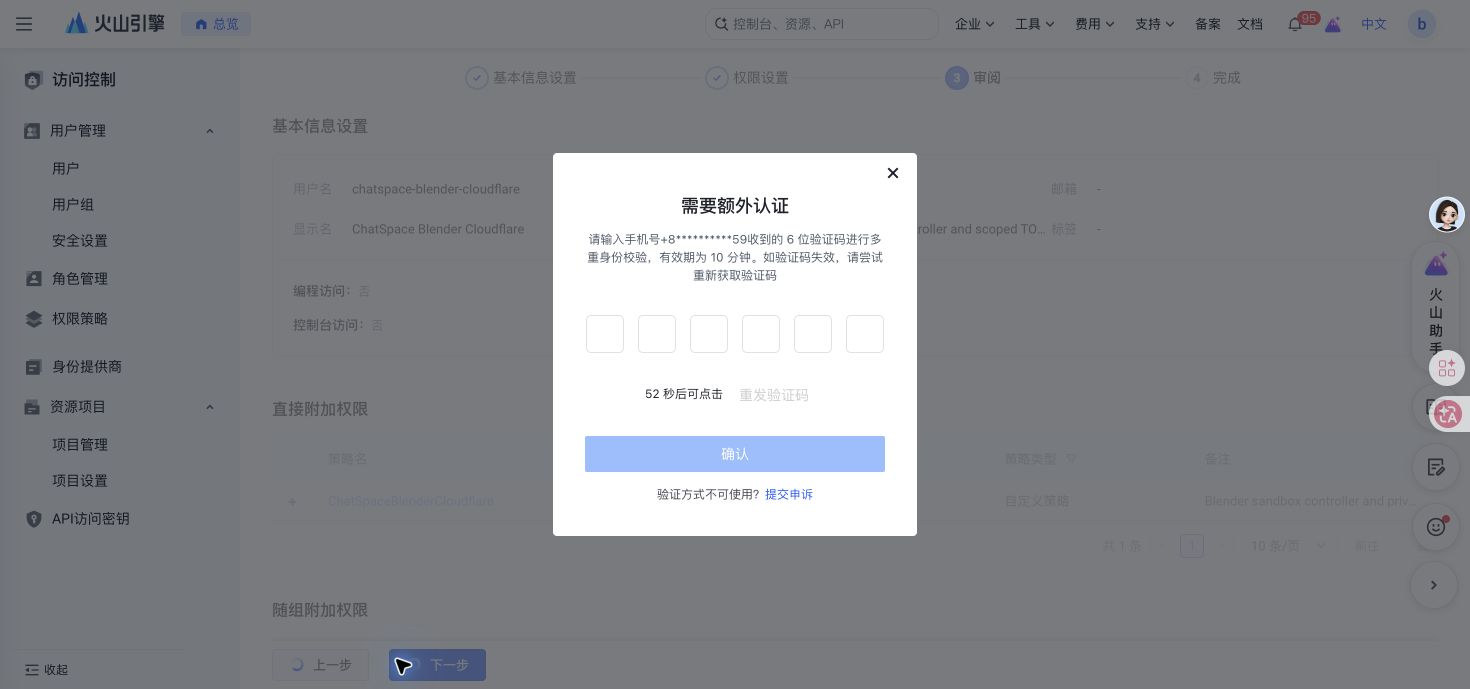 火山引擎
总览
控制台、资源、API
企业
工具
费用
支持
备案
文档
95
中文
b
访问控制
用户管理
用户
用户组
安全设置
角色管理
权限策略
身份提供商
资源项目
项目管理
项目设置
API访问密钥
收起
基本信息设置
权限设置
3 审阅
4 完成
基本信息设置
用户名 chatspace-blender-cloudflare
邮箱 -
显示名 ChatSpace Blender Cloudflare
roller and scoped TO... 标签 -
编程访问: 否
控制台访问: 否
直接附加权限
策略名
策略类型
备注
ChatSpaceBlenderCloudflare
自定义策略
Blender sandbox controller and priv...
共 1 条
1
10 条/页
前往
随组附加权限
上一步
下一步
需要额外认证
请输入手机号+8**********59收到的 6 位验证码进行多
重身份校验，有效期为 10 分钟。如验证码失效，请尝试
重新获取验证码
52 秒后可点击 重发验证码
确认
验证方式不可使用? 提交申诉
火
山
助
手